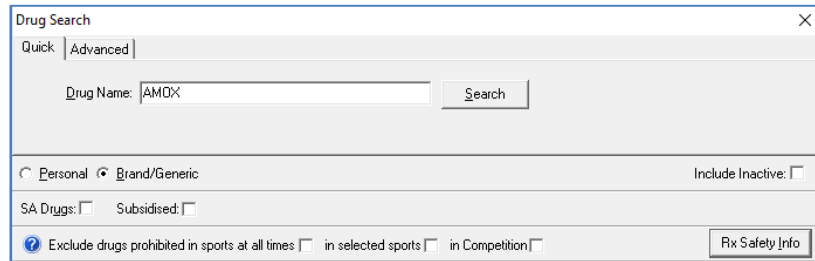 Drug Search
Quick Advanced
Drug Name: AMOX Search
Personal Brand/Generic Include Inactive:
SA Drugs: Subsidised:
Exclude drugs prohibited in sports at all times in selected sports in Competition Rx Safety Info